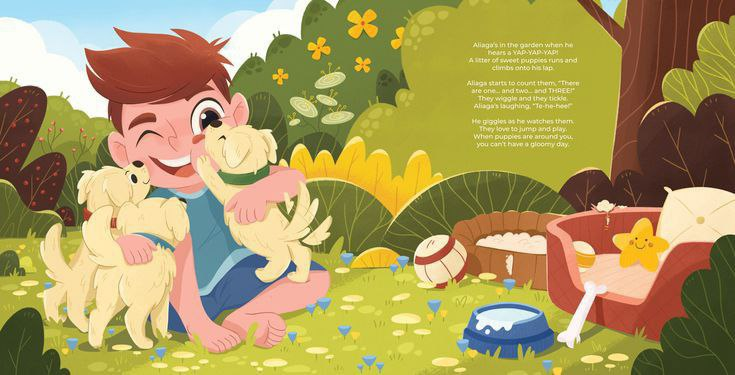 Aliaga's in the garden when he
hears a YAP-YAP-YAP!
A litter of sweet puppies runs and
climbs onto his lap.
Aliaga starts to count them, "There
are one... and two... and THREE!"
They wiggle and they tickle.
Aliaga's laughing, "Te-he-hee!"
He giggles as he watches them.
They love to jump and play.
When puppies are around you,
you can't have a gloomy day.